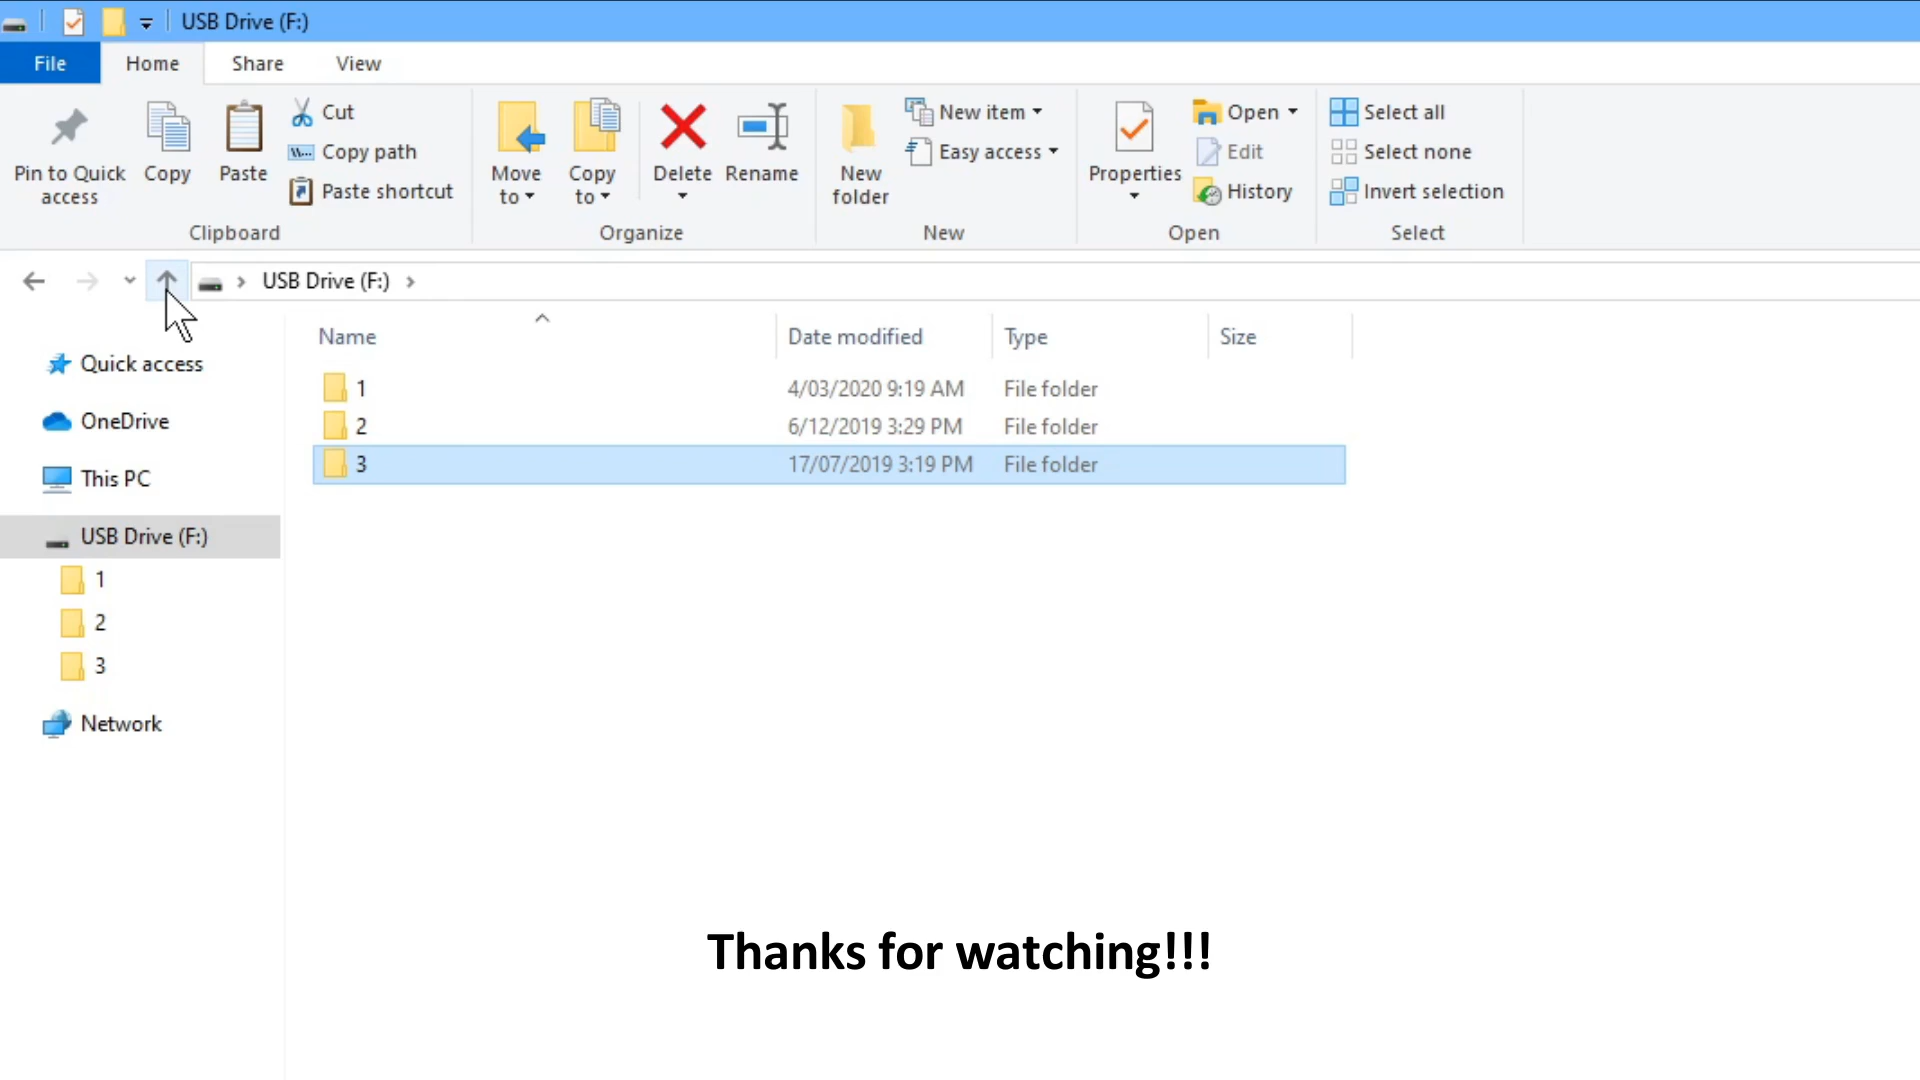 USB Drive (F:)
File Home Share View
Pin to Quick access
Copy
Paste
Cut
Copy path
Paste shortcut
Clipboard
Move to
Copy to
Delete
Rename
Organize
New folder
New item
Easy access
New
Properties
Open
Edit
History
Open
Select all
Select none
Invert selection
Select
USB Drive (F:)
Name Date modified Type Size
1 4/03/2020 9:19 AM File folder
2 6/12/2019 3:29 PM File folder
3 17/07/2019 3:19 PM File folder
Quick access
OneDrive
This PC
USB Drive (F:)
1
2
3
Network
Thanks for watching!!!